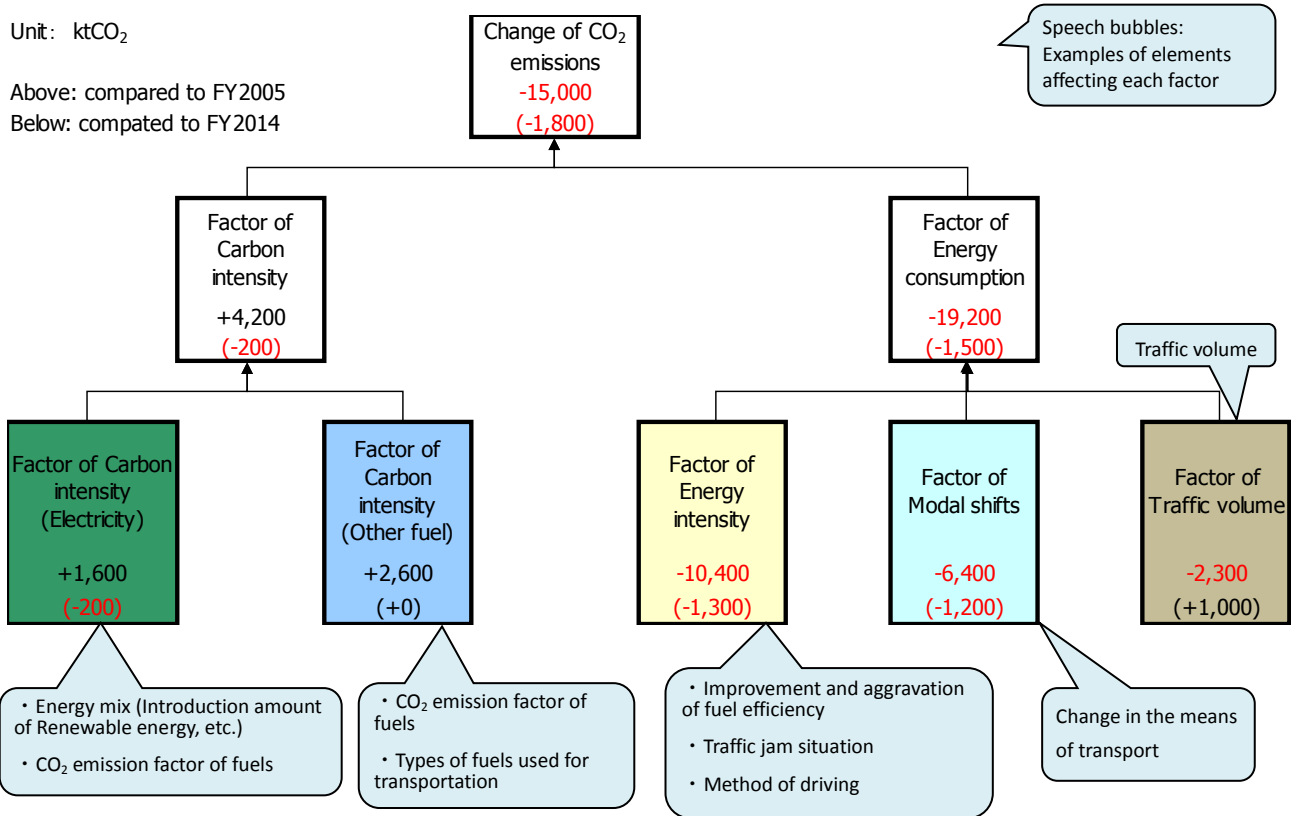 Unit: ktCO₂
Above: compared to FY2005
Below: compated to FY2014
Change of CO₂
emissions
-15,000
(-1,800)
Speech bubbles:
Examples of elements
affecting each factor
Factor of
Carbon
intensity
+4,200
(-200)
Factor of
Energy
consumption
-19,200
(-1,500)
Traffic volume
Factor of Carbon
intensity
(Electricity)
+1,600
(-200)
Factor of
Carbon
intensity
(Other fuel)
+2,600
(+0)
Factor of
Energy
intensity
-10,400
(-1,300)
Factor of
Modal shifts
-6,400
(-1,200)
Factor of
Traffic volume
-2,300
(+1,000)
・Energy mix (Introduction amount
of Renewable energy, etc.)
・CO₂ emission factor of fuels
・CO₂ emission factor of
fuels
・Types of fuels used for
transportation
・Improvement and aggravation
of fuel efficiency
・Traffic jam situation
・Method of driving
Change in the means
of transport